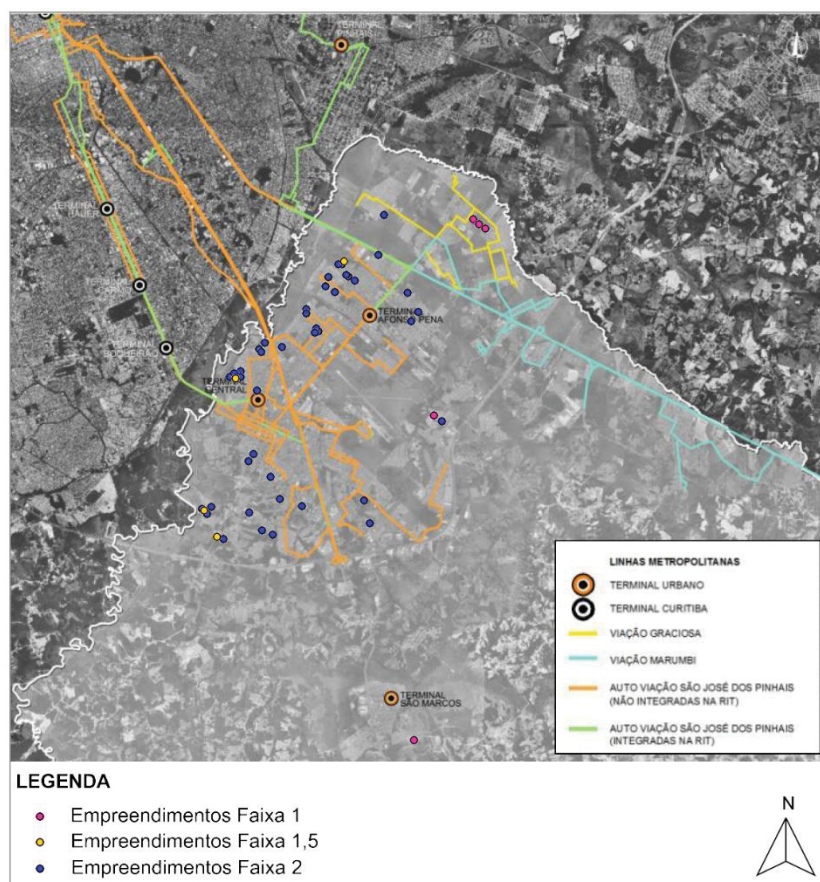 TERMINAL
PINHAIS
TERMINAL
HAUER
TERMINAL
TERMINAL
BOQUEIRÃO
TERMINAL
AFONSO PENA
TERMINAL
CENTRAL
TERMINAL
SÃO MARCOS
LINHAS METROPOLITANAS
TERMINAL URBANO
TERMINAL CURITIBA
VIAÇÃO GRACIOSA
VIAÇÃO MARUMBI
AUTO VIAÇÃO SÃO JOSÉ DOS PINHAIS
(NÃO INTEGRADAS NA RIT)
AUTO VIAÇÃO SÃO JOSÉ DOS PINHAIS
(INTEGRADAS NA RIT)
LEGENDA
Empreendimentos Faixa 1
Empreendimentos Faixa 1,5
Empreendimentos Faixa 2
N